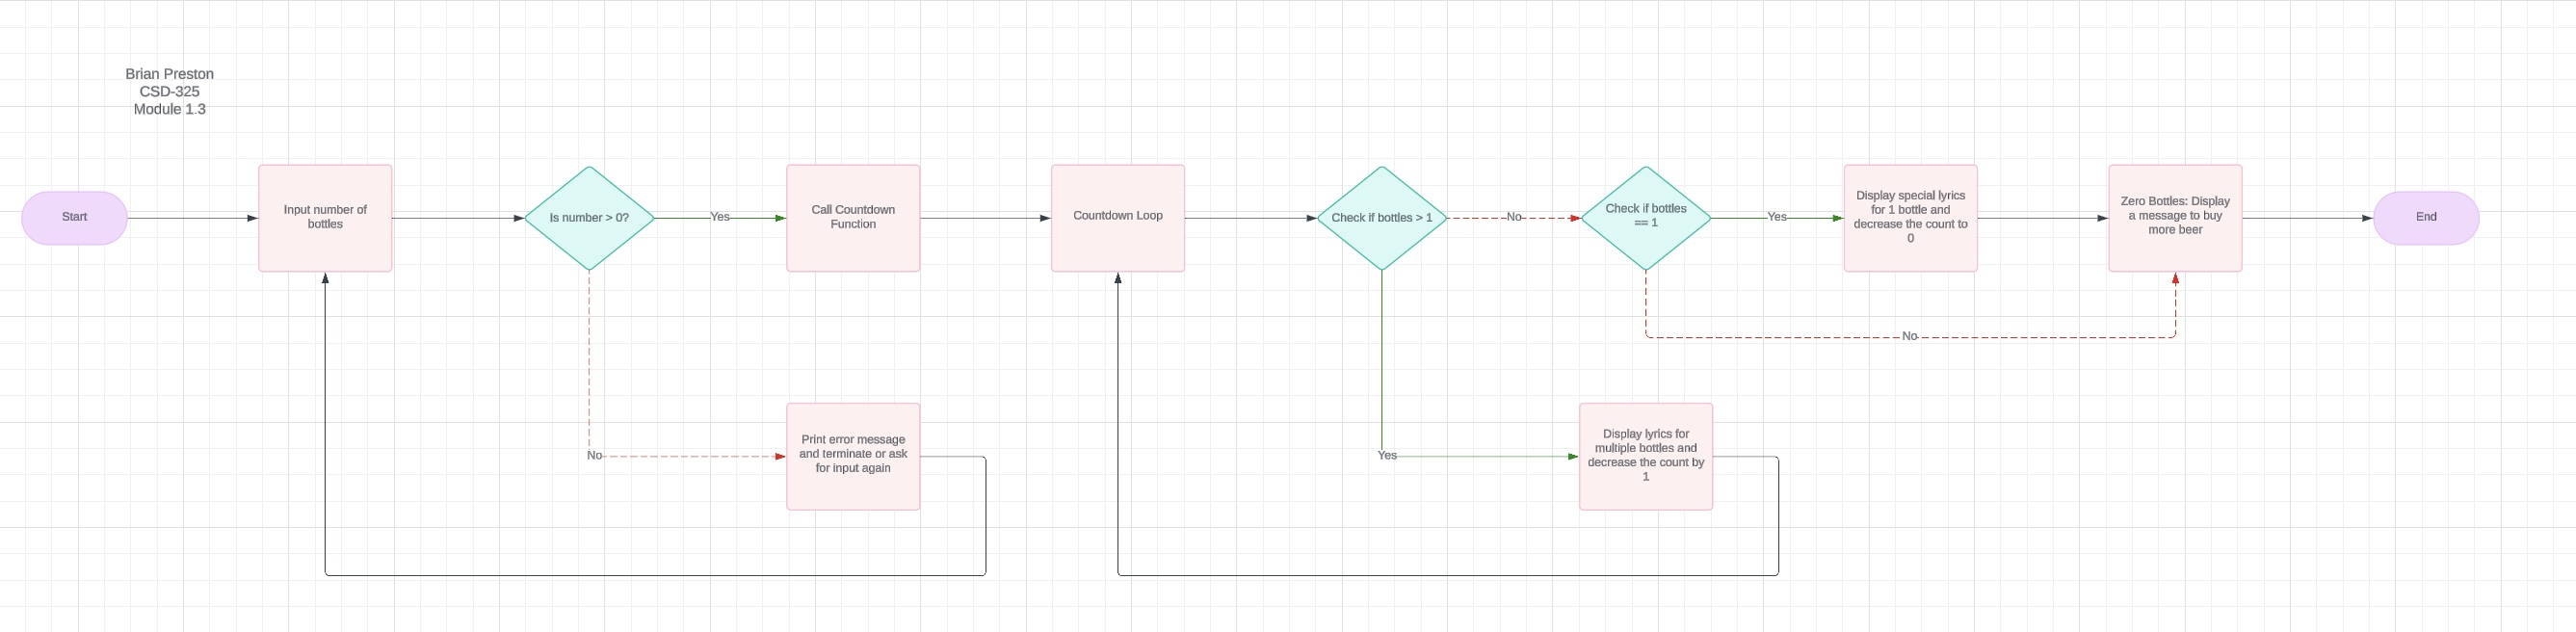 Brian Preston
CSD-325
Module 1.3
Start
Input number of
bottles
Is number > 0?
Yes
Call Countdown
Function
Countdown Loop
Check if bottles > 1
No
Check if bottles
== 1
Yes
Display special lyrics
for 1 bottle and
decrease the count to
0
Zero Bottles: Display
a message to buy
more beer
End
No
No
Print error message
and terminate or ask
for input again
Yes
Display lyrics for
multiple bottles and
decrease the count by
1